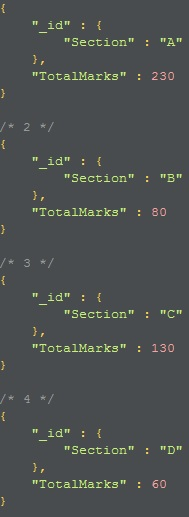 {
"_id" : {
"Section" : "A"
},
"TotalMarks" : 230
}
/* 2 */
{
"_id" : {
"Section" : "B"
},
"TotalMarks" : 80
}
/* 3 */
{
"_id" : {
"Section" : "C"
},
"TotalMarks" : 130
}
/* 4 */
{
"_id" : {
"Section" : "D"
},
"TotalMarks" : 60
}